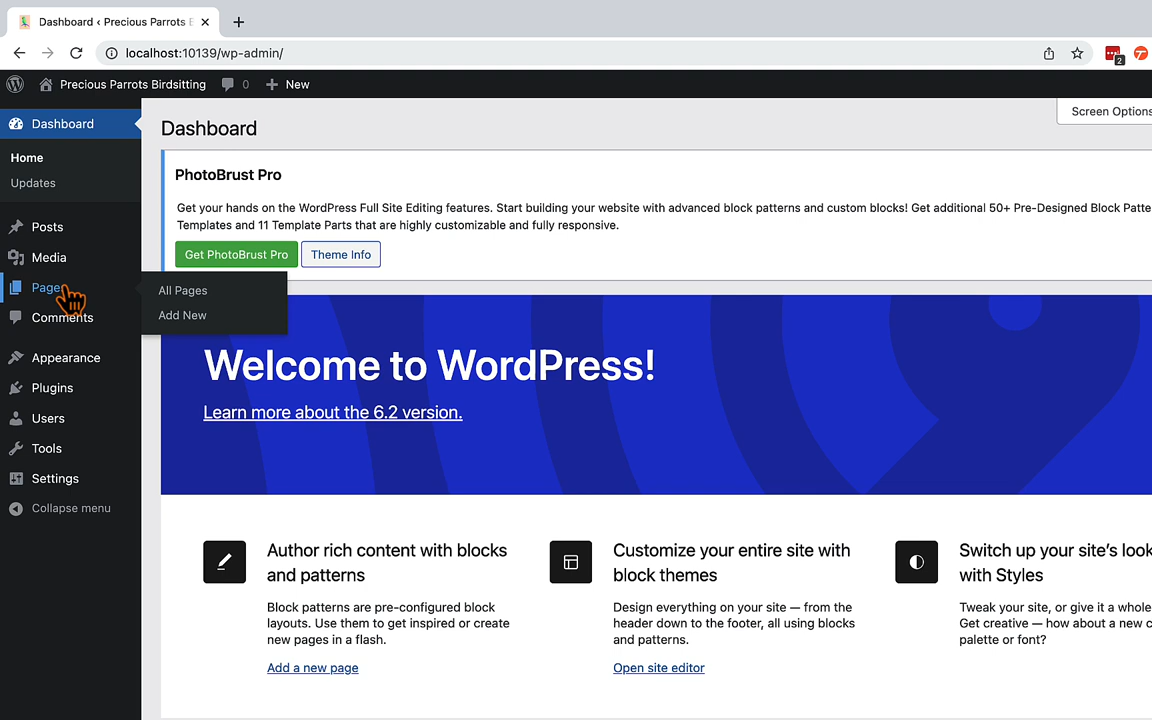 Dashboard ‹ Precious Parrots B
localhost:10139/wp-admin/
2
Precious Parrots Birdsitting
0
New
Dashboard
Home
Updates
Posts
Media
Pages
All Pages
Add New
Comments
Appearance
Plugins
Users
Tools
Settings
Collapse menu
Screen Options
Dashboard
PhotoBrust Pro
Get your hands on the WordPress Full Site Editing features. Start building your website with advanced block patterns and custom blocks! Get additional 50+ Pre-Designed Block Patte
Templates and 11 Template Parts that are highly customizable and fully responsive.
Get PhotoBrust Pro
Theme Info
Welcome to WordPress!
Learn more about the 6.2 version.
Author rich content with blocks
and patterns
Block patterns are pre-configured block
layouts. Use them to get inspired or create
new pages in a flash.
Add a new page
Customize your entire site with
block themes
Design everything on your site — from the
header down to the footer, all using blocks
and patterns.
Open site editor
Switch up your site’s look
with Styles
Tweak your site, or give it a whole
Get creative — how about a new c
palette or font?